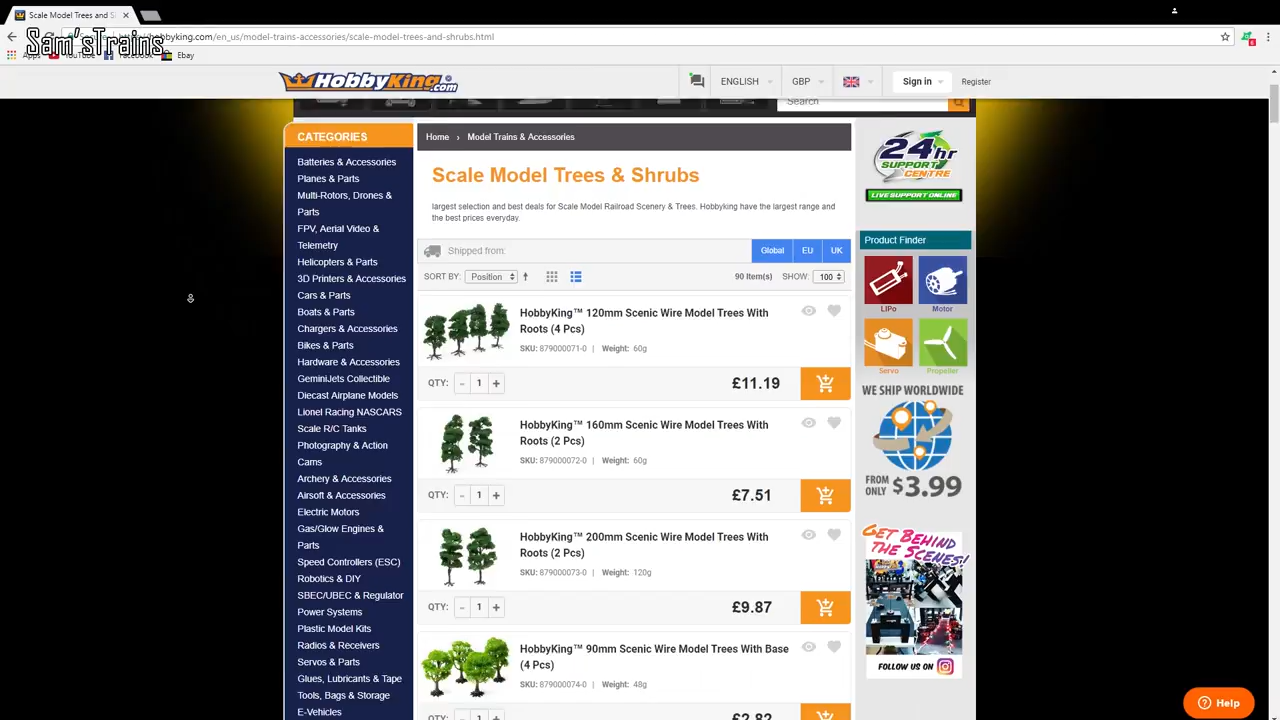 Scale Model Trees and S
hobbyking.com/en_us/model-trains-accessories/scale-model-trees-and-shrubs.html
Sam'sTrains
Apps
YouTube
Facebook
Ebay
HobbyKing.com
ENGLISH
GBP
Sign in
Register
Search
CATEGORIES
Batteries & Accessories
Planes & Parts
Multi-Rotors, Drones &
Parts
FPV, Aerial Video &
Telemetry
Helicopters & Parts
3D Printers & Accessories
Cars & Parts
Boats & Parts
Chargers & Accessories
Bikes & Parts
Hardware & Accessories
GeminiJets Collectible
Diecast Airplane Models
Lionel Racing NASCARS
Scale R/C Tanks
Photography & Action
Cams
Archery & Accessories
Airsoft & Accessories
Electric Motors
Gas/Glow Engines &
Parts
Speed Controllers (ESC)
Robotics & DIY
SBEC/UBEC & Regulator
Power Systems
Plastic Model Kits
Radios & Receivers
Servos & Parts
Glues, Lubricants & Tape
Tools, Bags & Storage
E-Vehicles
Home › Model Trains & Accessories
Scale Model Trees & Shrubs
largest selection and best deals for Scale Model Railroad Scenery & Trees. Hobbyking have the largest range and
the best prices everyday.
Shipped from:
Global
EU
UK
SORT BY: Position
90 Item(s)
SHOW: 100
HobbyKing™ 120mm Scenic Wire Model Trees With
Roots (4 Pcs)
SKU: 879000071-0 | Weight: 60g
QTY: - 1 +
£11.19
HobbyKing™ 160mm Scenic Wire Model Trees With
Roots (2 Pcs)
SKU: 879000072-0 | Weight: 60g
QTY: - 1 +
£7.51
HobbyKing™ 200mm Scenic Wire Model Trees With
Roots (2 Pcs)
SKU: 879000073-0 | Weight: 120g
QTY: - 1 +
£9.87
HobbyKing™ 90mm Scenic Wire Model Trees With Base
(4 Pcs)
SKU: 879000074-0 | Weight: 48g
QTY: - 1 +
£2.82
24hr
SUPPORT
CENTRE
LIVE SUPPORT ONLINE
Product Finder
LIPo
Motor
Servo
Propeller
WE SHIP WORLDWIDE
FROM
ONLY $3.99
GET BEHIND
THE SCENES!
FOLLOW US ON
Help